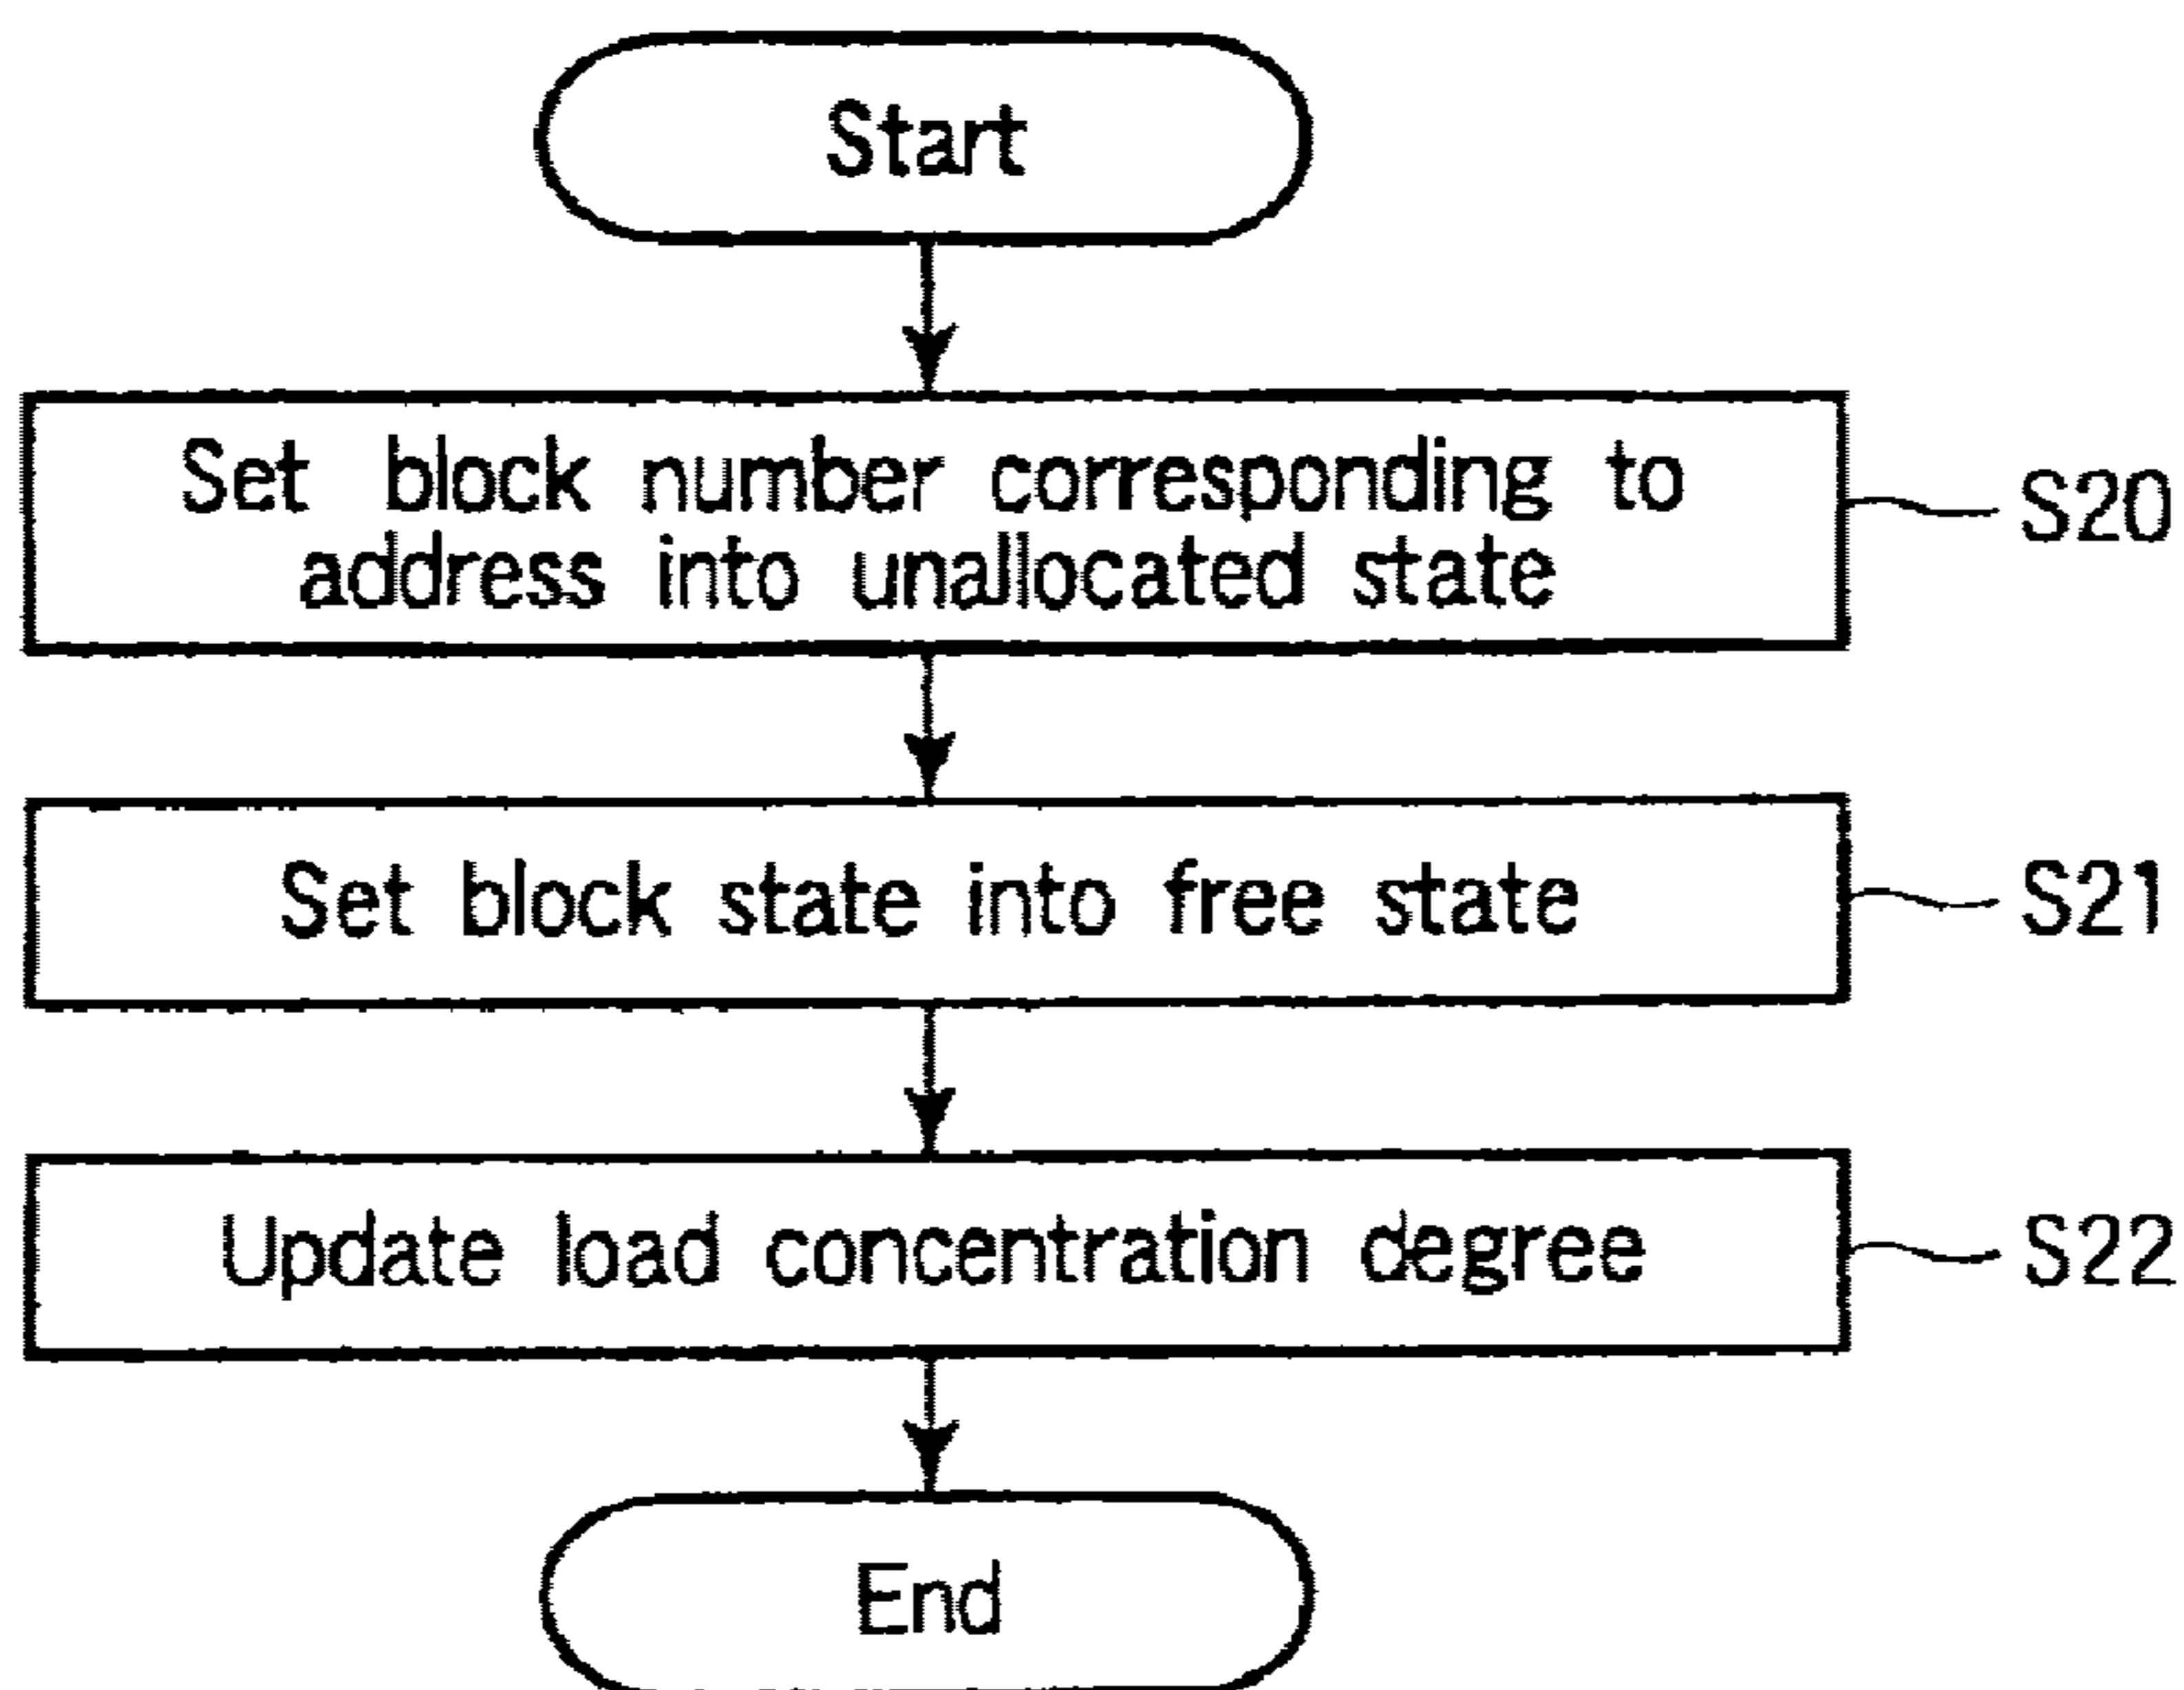 Start
Set block number corresponding to
address into unallocated state
S20
Set block state into free state
S21
Update load concentration degree
S22
End